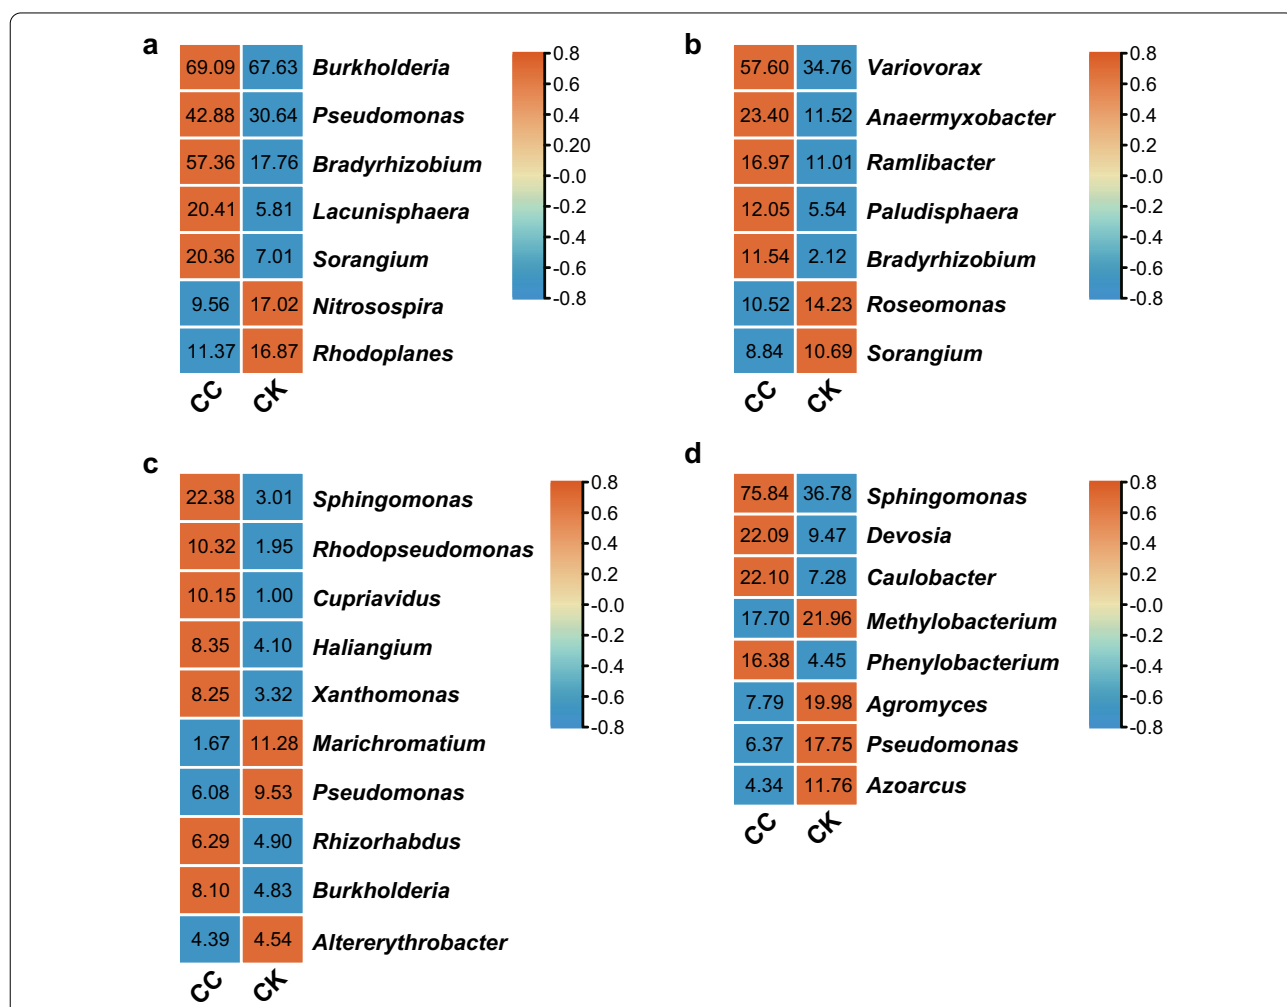 a
69.09 67.63 Burkholderia
42.88 30.64 Pseudomonas
57.36 17.76 Bradyrhizobium
20.41 5.81 Lacunisphaera
20.36 7.01 Sorangium
9.56 17.02 Nitrosospira
11.37 16.87 Rhodoplanes
CC CK
0.8
0.6
0.4
0.20
-0.0
-0.2
-0.4
-0.6
-0.8
b
57.60 34.76 Variovorax
23.40 11.52 Anaermyxobacter
16.97 11.01 Ramlibacter
12.05 5.54 Paludisphaera
11.54 2.12 Bradyrhizobium
10.52 14.23 Roseomonas
8.84 10.69 Sorangium
CC CK
0.8
0.6
0.4
0.2
-0.0
-0.2
-0.4
-0.6
-0.8
c
22.38 3.01 Sphingomonas
10.32 1.95 Rhodopseudomonas
10.15 1.00 Cupriavidus
8.35 4.10 Haliangium
8.25 3.32 Xanthomonas
1.67 11.28 Marichromatium
6.08 9.53 Pseudomonas
6.29 4.90 Rhizorhabdus
8.10 4.83 Burkholderia
4.39 4.54 Altererythrobacter
CC CK
0.8
0.6
0.4
0.2
-0.0
-0.2
-0.4
-0.6
-0.8
d
75.84 36.78 Sphingomonas
22.09 9.47 Devosia
22.10 7.28 Caulobacter
17.70 21.96 Methylobacterium
16.38 4.45 Phenylobacterium
7.79 19.98 Agromyces
6.37 17.75 Pseudomonas
4.34 11.76 Azoarcus
CC CK
0.8
0.6
0.4
0.2
-0.0
-0.2
-0.4
-0.6
-0.8